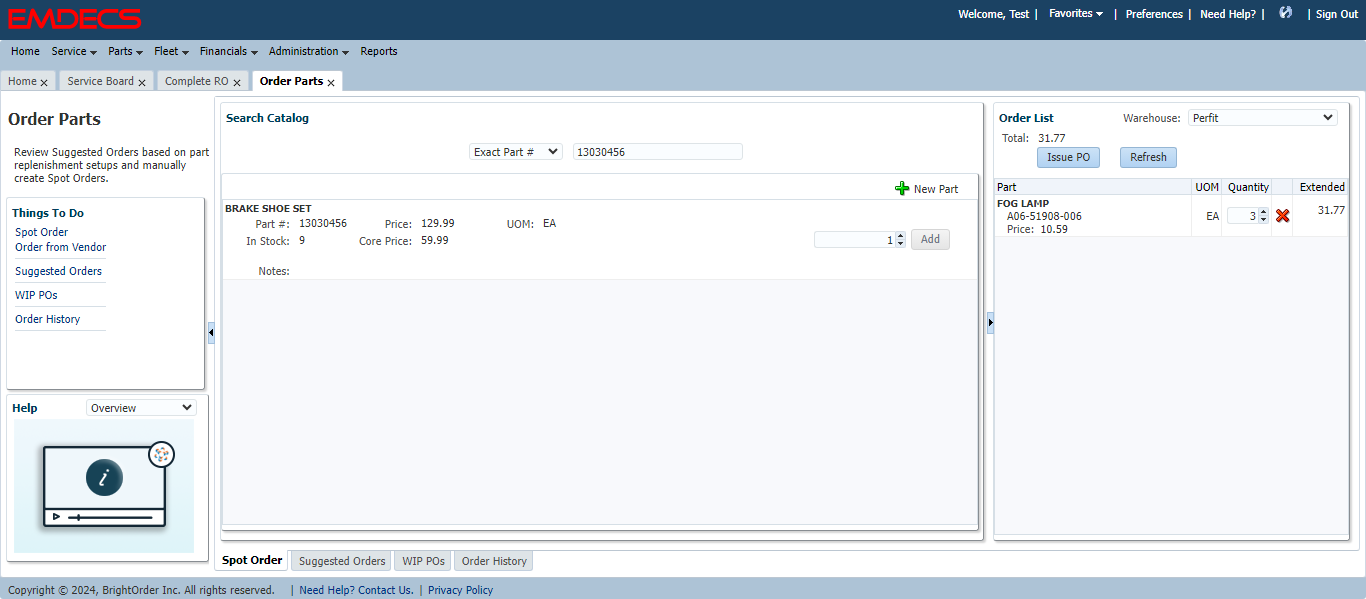 EMDECS
Welcome, Test | Favorites | Preferences | Need Help? | | Sign Out
Home Service Parts Fleet Financials Administration Reports
Home Service Board Complete RO Order Parts
Order Parts
Review Suggested Orders based on part
replenishment setups and manually
create Spot Orders.
Things To Do
Spot Order
Order from Vendor
Suggested Orders
WIP POs
Order History
Help Overview
i
Search Catalog
Exact Part # 13030456
New Part
BRAKE SHOE SET
Part #: 13030456 Price: 129.99 UOM: EA
In Stock: 9 Core Price: 59.99
1 Add
Notes:
Order List Warehouse: Perfit
Total: 31.77
Issue PO Refresh
Part UOM Quantity Extended
FOG LAMP
A06-51908-006 EA 3 31.77
Price: 10.59
Spot Order Suggested Orders WIP POs Order History
Copyright © 2024, BrightOrder Inc. All rights reserved. | Need Help? Contact Us. | Privacy Policy